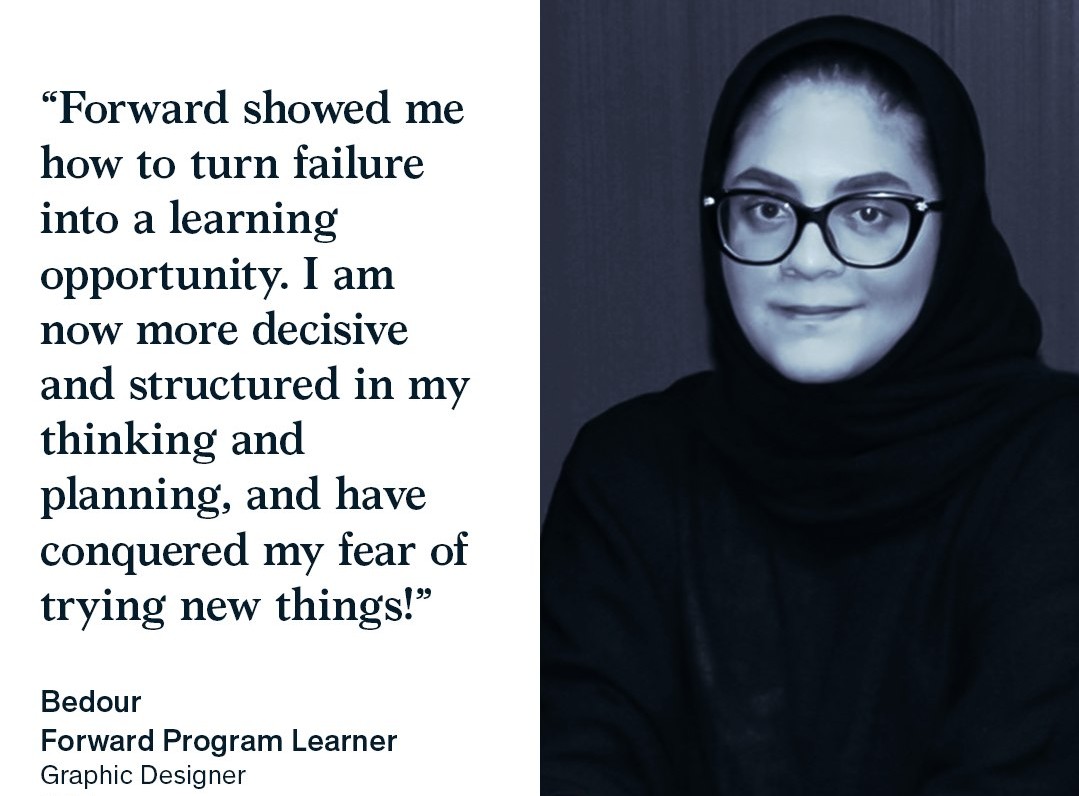 “Forward showed me
how to turn failure
into a learning
opportunity. I am
now more decisive
and structured in my
thinking and
planning, and have
conquered my fear of
trying new things!”
Bedour
Forward Program Learner
Graphic Designer